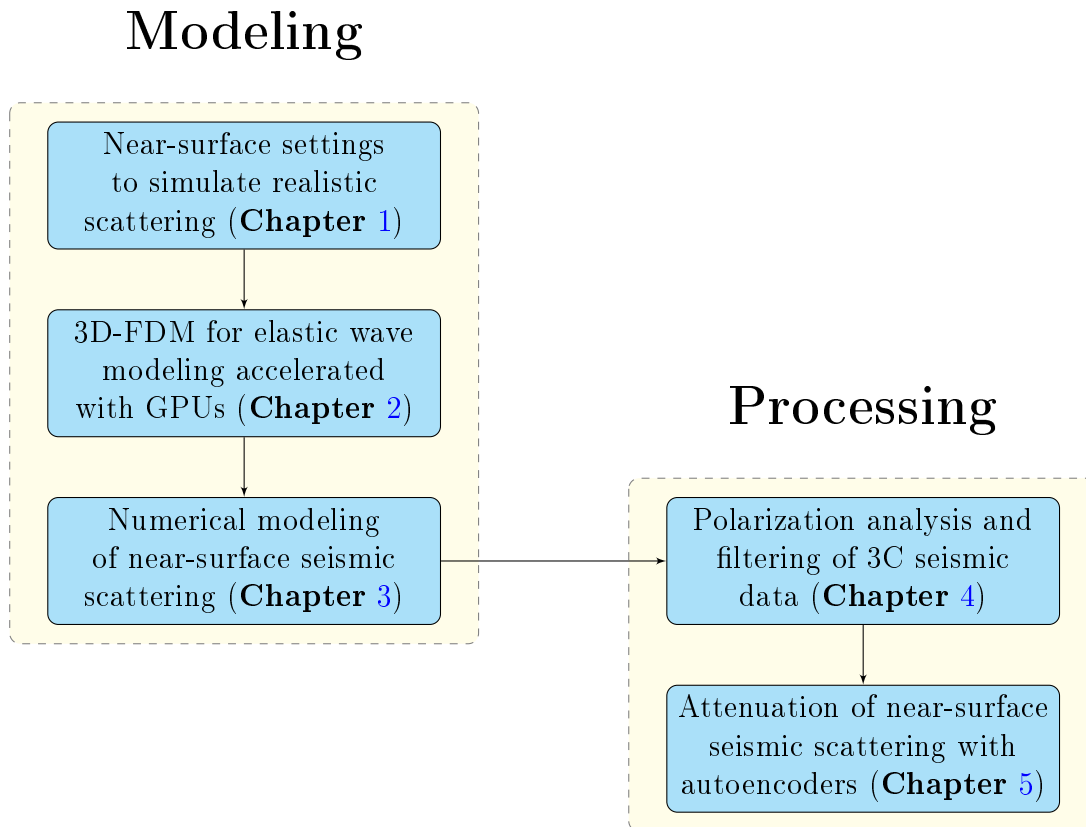 Modeling
Near-surface settings
to simulate realistic
scattering (Chapter 1)
3D-FDM for elastic wave
modeling accelerated
with GPUs (Chapter 2)
Numerical modeling
of near-surface seismic
scattering (Chapter 3)
Processing
Polarization analysis and
filtering of 3C seismic
data (Chapter 4)
Attenuation of near-surface
seismic scattering with
autoencoders (Chapter 5)